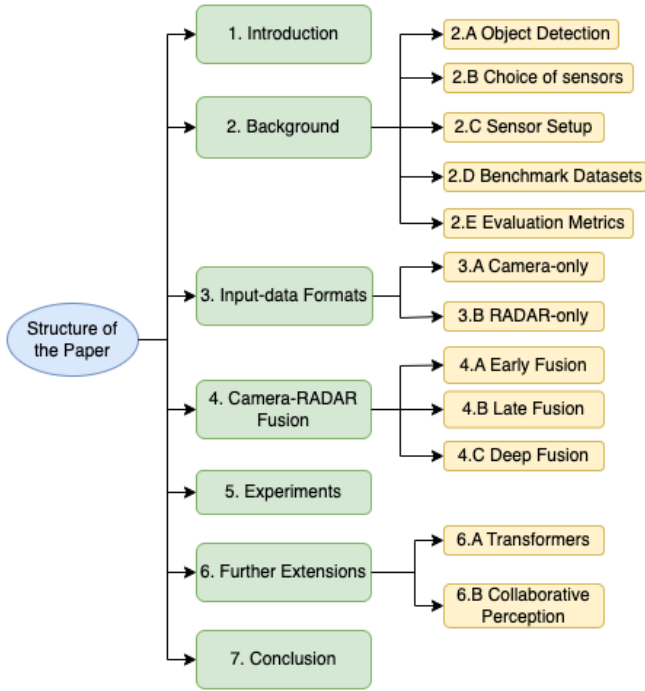 Structure of
the Paper
1. Introduction
2. Background
2.A Object Detection
2.B Choice of sensors
2.C Sensor Setup
2.D Benchmark Datasets
2.E Evaluation Metrics
3. Input-data Formats
3.A Camera-only
3.B RADAR-only
4. Camera-RADAR
Fusion
4.A Early Fusion
4.B Late Fusion
4.C Deep Fusion
5. Experiments
6. Further Extensions
6.A Transformers
6.B Collaborative
Perception
7. Conclusion